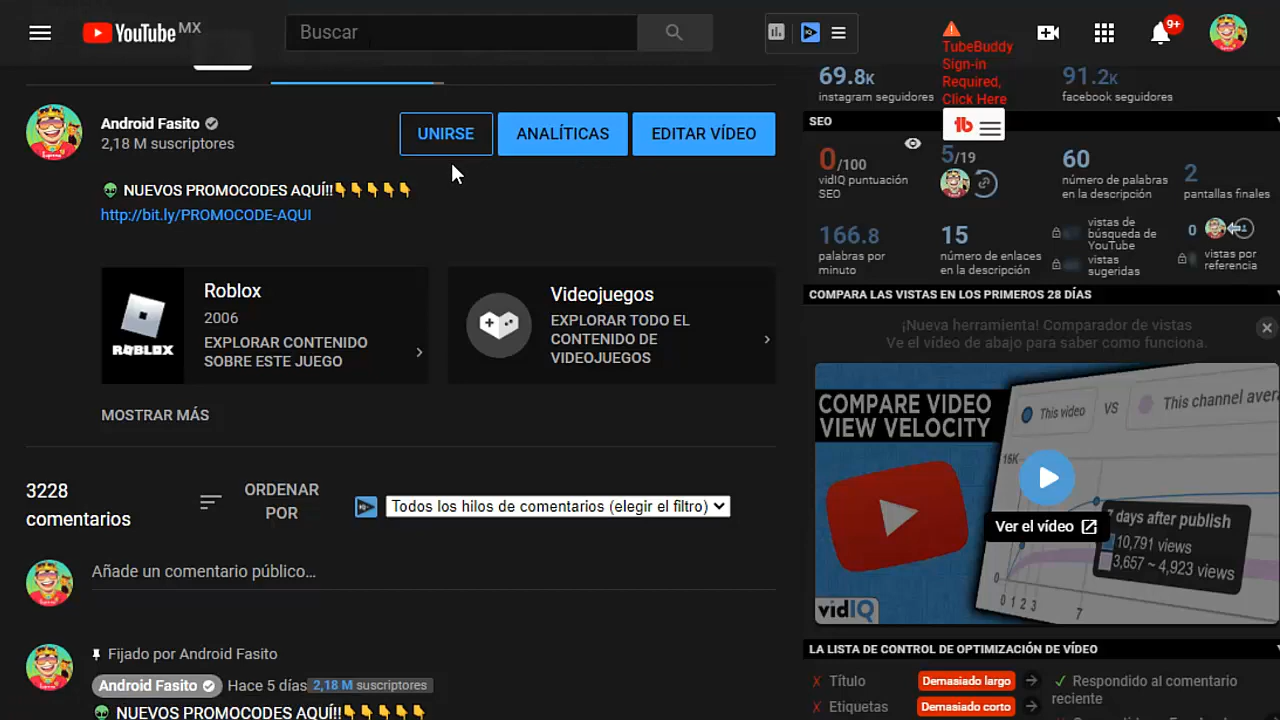 YouTube MX
Buscar
TubeBuddy
Sign-in
Required,
Click Here
9+
69.8K
instagram seguidores
91.2K
facebook seguidores
Android Fasito
2,18 M suscriptores
UNIRSE
ANALÍTICAS
EDITAR VÍDEO
👽 NUEVOS PROMOCODES AQUÍ!!👇👇👇👇👇
http://bit.ly/PROMOCODE-AQUI
ROBLOX
Roblox
2006
EXPLORAR CONTENIDO
SOBRE ESTE JUEGO
Videojuegos
EXPLORAR TODO EL
CONTENIDO DE
VIDEOJUEGOS
MOSTRAR MÁS
3228
comentarios
ORDENAR
POR
Todos los hilos de comentarios (elegir el filtro)
Añade un comentario público...
Fijado por Android Fasito
Android Fasito
Hace 5 días
2,18 M suscriptores
👽 NUEVOS PROMOCODES AQUÍ!!👇👇👇👇👇
tb
SEO
0/100
vidIQ puntuación
SEO
5/19
60
número de palabras
en la descripción
2
pantallas finales
166.8
palabras por
minuto
15
número de enlaces
en la descripción
vistas de
búsqueda de
YouTube
vistas
sugeridas
0
vistas por
referencia
COMPARA LAS VISTAS EN LOS PRIMEROS 28 DÍAS
¡Nueva herramienta! Comparador de vistas
Ve el vídeo de abajo para saber como funciona.
COMPARE VIDEO
VIEW VELOCITY
This video
VS
This channel avera
15K
Ver el vídeo
7 days after publish
10,791 views
3,657 ~ 4,923 views
0
0 1 2 3
7
vidIQ
LA LISTA DE CONTROL DE OPTIMIZACIÓN DE VÍDEO
Título
Demasiado largo
Respondido al comentario
reciente
Etiquetas
Demasiado corto